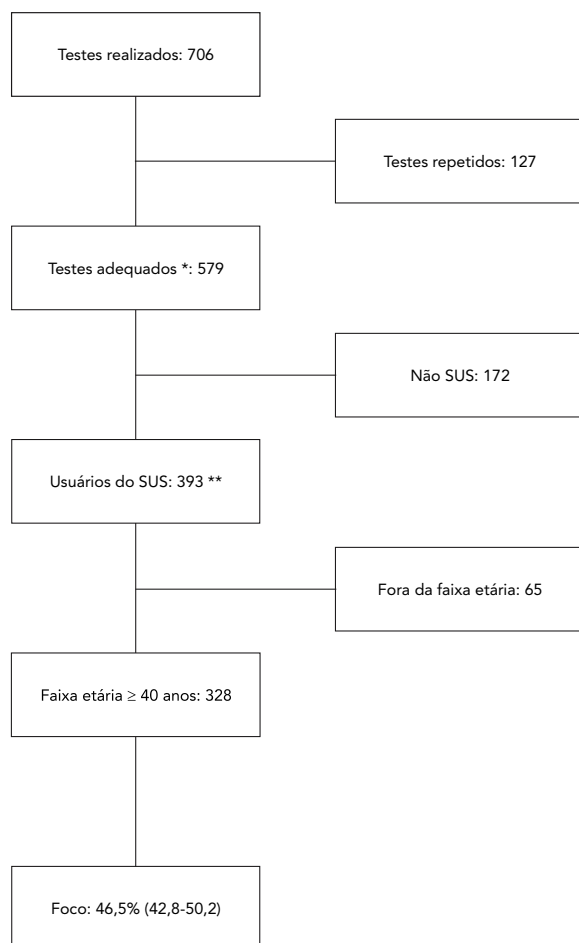 Testes realizados: 706
Testes repetidos: 127
Testes adequados *: 579
Não SUS: 172
Usuários do SUS: 393 **
Fora da faixa etária: 65
Faixa etária ≥ 40 anos: 328
Foco: 46,5% (42,8-50,2)